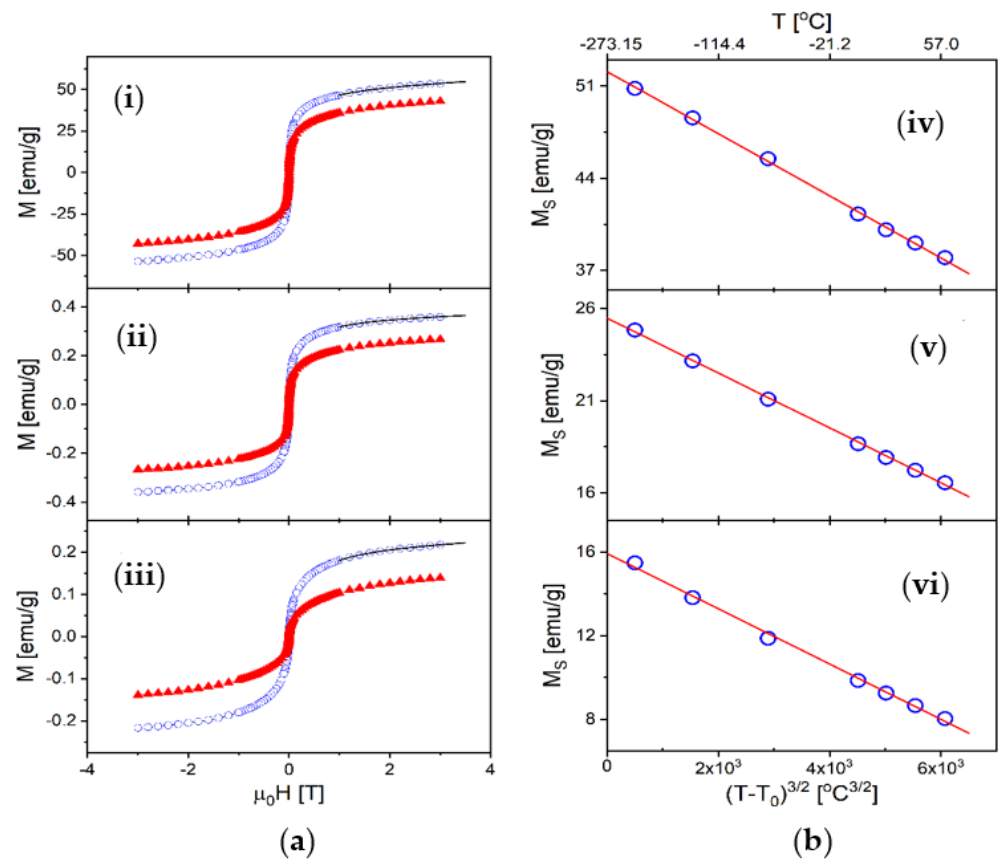 (i)
M [emu/g]
50
25
0
-25
-50
(ii)
M [emu/g]
0.4
0.2
0.0
-0.2
-0.4
(iii)
M [emu/g]
0.2
0.1
0.0
-0.1
-0.2
-4 -2 0 2 4
μ₀H [T]
(a)
T [°C]
-273.15 -114.4 -21.2 57.0
(iv)
M_S [emu/g]
51
44
37
(v)
M_S [emu/g]
26
21
16
(vi)
M_S [emu/g]
16
12
8
0 2x10³ 4x10³ 6x10³
(T-T₀)^3/2 [°C^3/2]
(b)